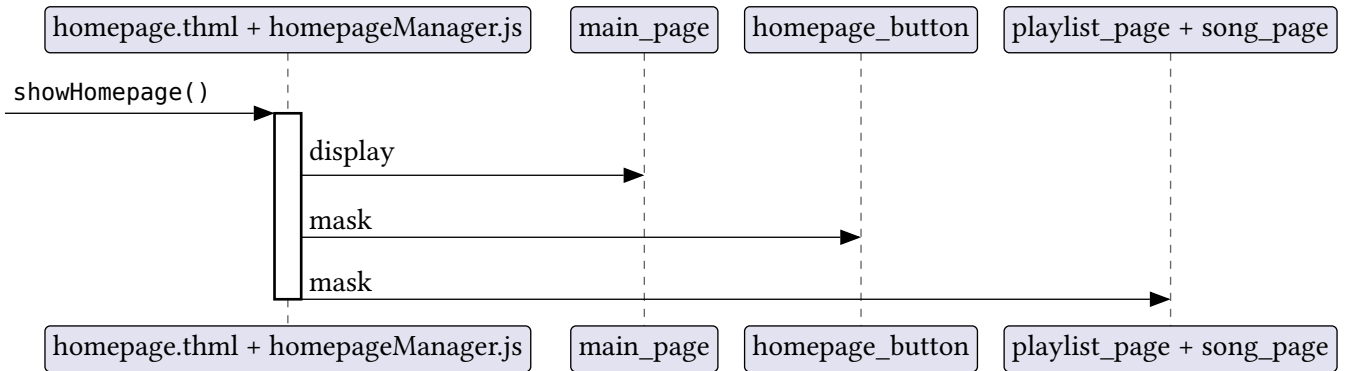 homepage.thml + homepageManager.js main_page homepage_button playlist_page + song_page
showHomepage()
display
mask
mask
homepage.thml + homepageManager.js main_page homepage_button playlist_page + song_page